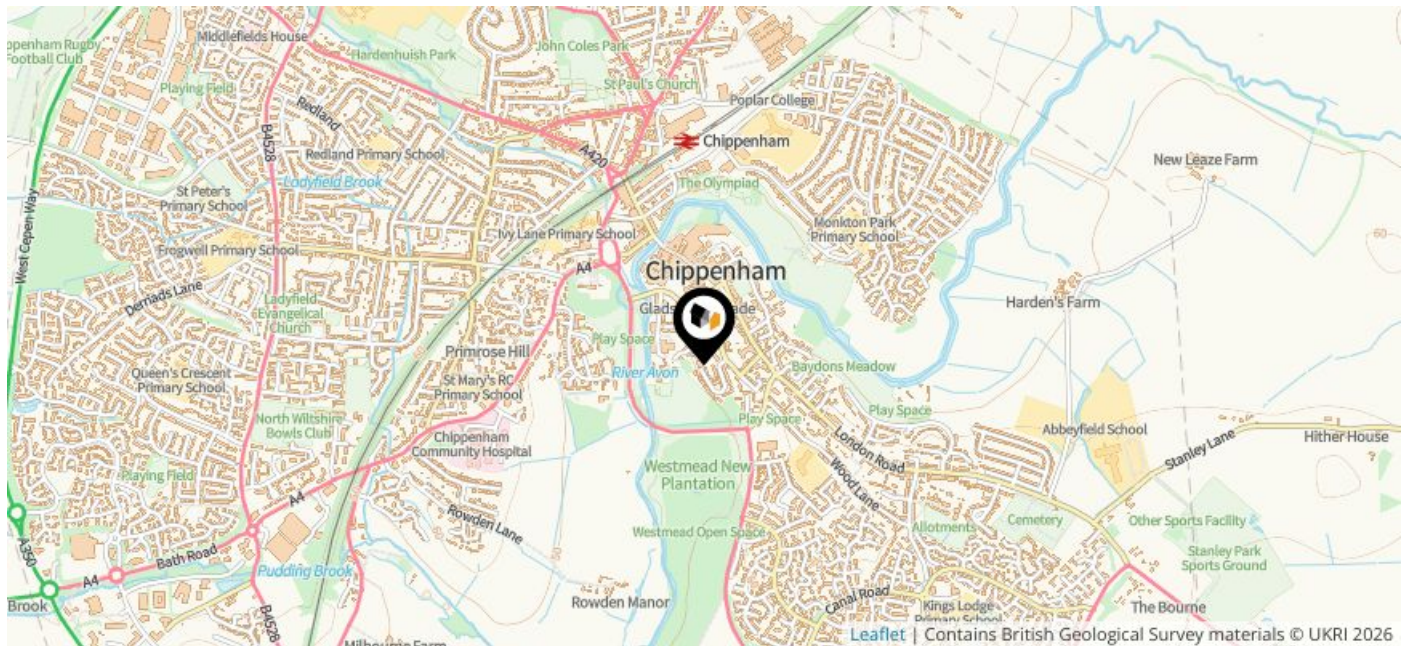 ppenham Rugby
Football Club
Middlefields House
Hardenhuish Park
John Coles Park
Playing Field
St Paul's Church
Redland
Poplar College
B4528
A420
Chippenham
Redland Primary School
Ladyfield Brook
New Leaze Farm
St Peter's
Primary School
The Olympiad
West Cepen Way
Frogwell Primary School
Ivy Lane Primary School
Monkton Park
Primary School
60
A4
Chippenham
Derriads Lane
Harden's Farm
Ladyfield
Evangelical
Church
Play Space
Primrose Hill
River Avon
Baydons Meadow
Queen's Crescent
Primary School
St Mary's RC
Primary School
Play Space
Play Space
North Wiltshire
Bowls Club
Chippenham
Community Hospital
London Road
Abbeyfield School
Stanley Lane
Hither House
Playing Field
Westmead New
Plantation
Wood Lane
A4
Rowden Lane
Westmead Open Space
Allotments
Cemetery
Other Sports Facility
A350
Bath Road
A4
Stanley Park
Sports Ground
Pudding Brook
Brook
B4528
Rowden Manor
Canal Road
Kings Lodge
Primary School
The Bourne
Milbourne Farm
Leaflet | Contains British Geological Survey materials © UKRI 2026